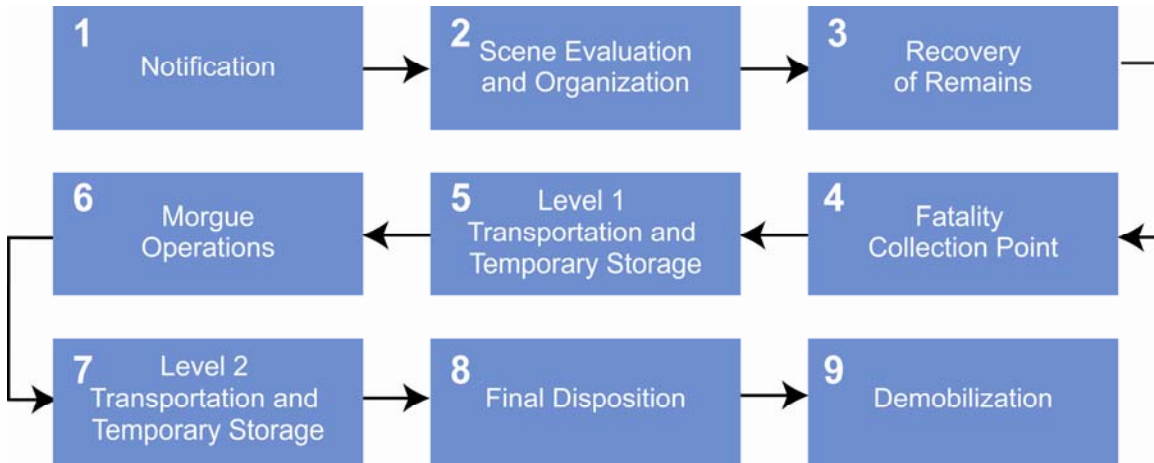 1
Notification
2
Scene Evaluation
and Organization
3
Recovery
of Remains
4
Fatality
Collection Point
5
Level 1
Transportation and
Temporary Storage
6
Morgue
Operations
7
Level 2
Transportation and
Temporary Storage
8
Final Disposition
9
Demobilization